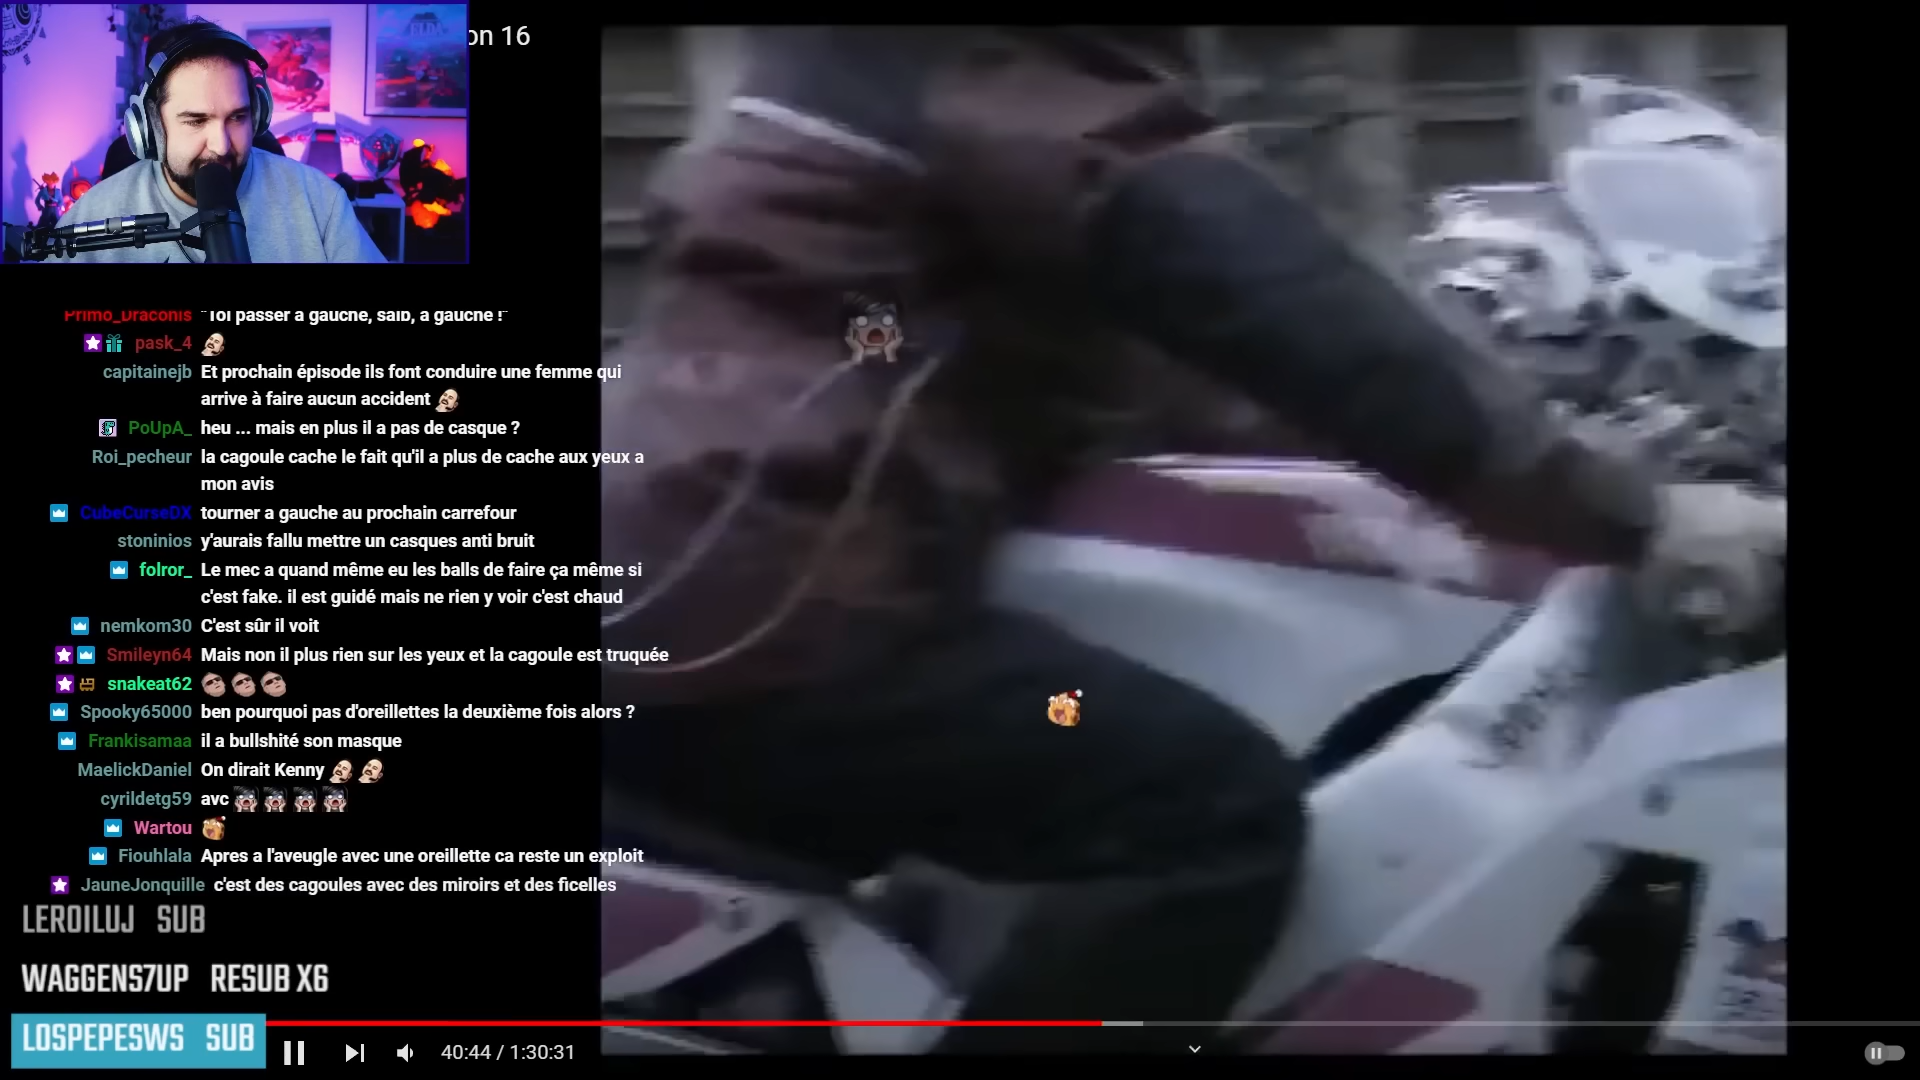 on 16
ELDA
Primo_Draconis "Toi passer à gauche, saib, à gauche !"
pask_4
capitainejb Et prochain épisode ils font conduire une femme qui
arrive à faire aucun accident
PoUpA_ heu ... mais en plus il a pas de casque ?
Roi_pecheur la cagoule cache le fait qu'il a plus de cache aux yeux a
mon avis
CubeCurseDX tourner a gauche au prochain carrefour
stoninios y'aurais fallu mettre un casques anti bruit
folror_ Le mec a quand même eu les balls de faire ça même si
c'est fake. il est guidé mais ne rien y voir c'est chaud
nemkom30 C'est sûr il voit
Smileyn64 Mais non il plus rien sur les yeux et la cagoule est truquée
snakeat62
Spooky65000 ben pourquoi pas d'oreillettes la deuxième fois alors ?
Frankisamaa il a bullshité son masque
MaelickDaniel On dirait Kenny
cyrildetg59 avc
Wartou
Fiouhlala Apres a l'aveugle avec une oreillette ca reste un exploit
JauneJonquille c'est des cagoules avec des miroirs et des ficelles
LEROILUJ SUB
WAGGENS7UP RESUB X6
LOSPEPESWS SUB
40:44 / 1:30:31